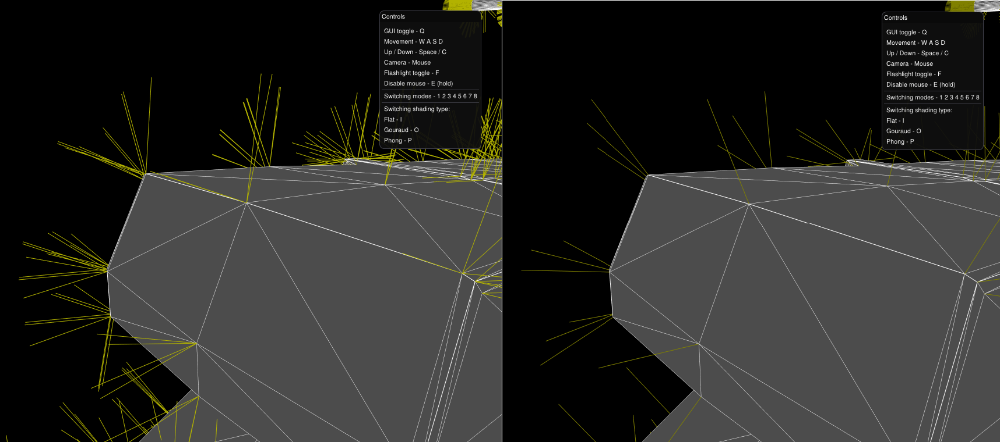 Controls
GUI toggle - Q
Movement - W A S D
Up / Down - Space / C
Camera - Mouse
Flashlight toggle - F
Disable mouse - E (hold)
Switching modes - 1 2 3 4 5 6 7 8
Switching shading type:
Flat - I
Gouraud - O
Phong - P
Controls
GUI toggle - Q
Movement - W A S D
Up / Down - Space / C
Camera - Mouse
Flashlight toggle - F
Disable mouse - E (hold)
Switching modes - 1 2 3 4 5 6 7 8
Switching shading type:
Flat - I
Gouraud - O
Phong - P